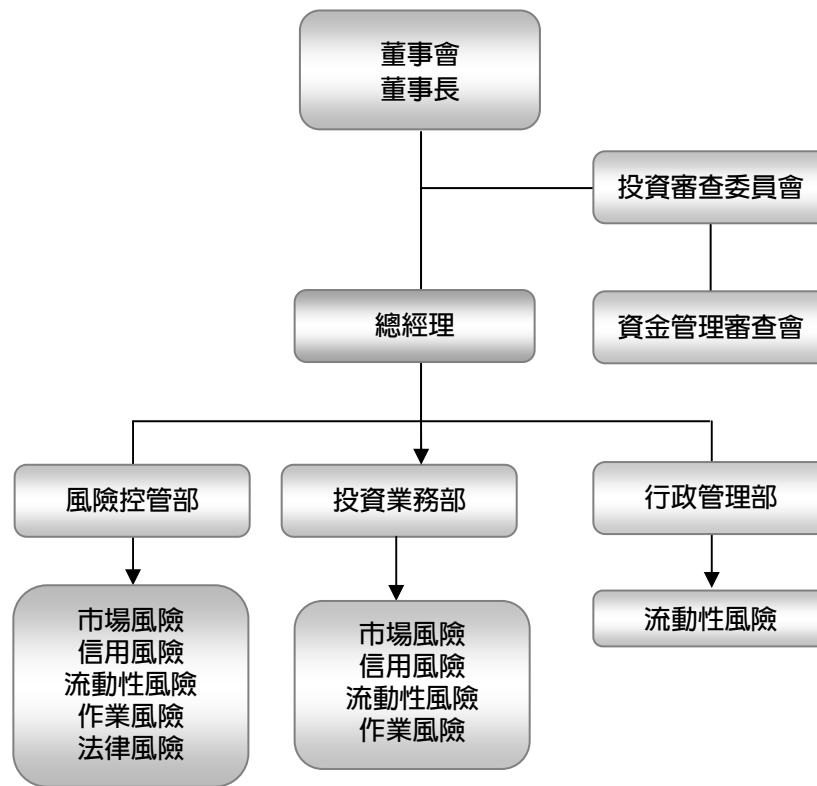 董事會
董事長
投資審查委員會
總經理
資金管理審查會
風險控管部
投資業務部
行政管理部
市場風險
信用風險
流動性風險
作業風險
法律風險
市場風險
信用風險
流動性風險
作業風險
流動性風險